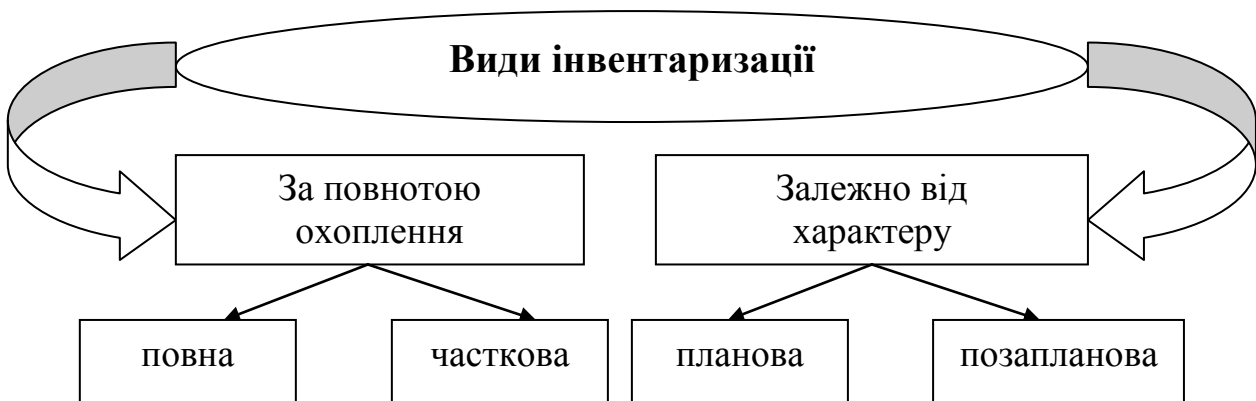 Види інвентаризації
За повнотою
охоплення
Залежно від
характеру
повна
часткова
планова
позапланова